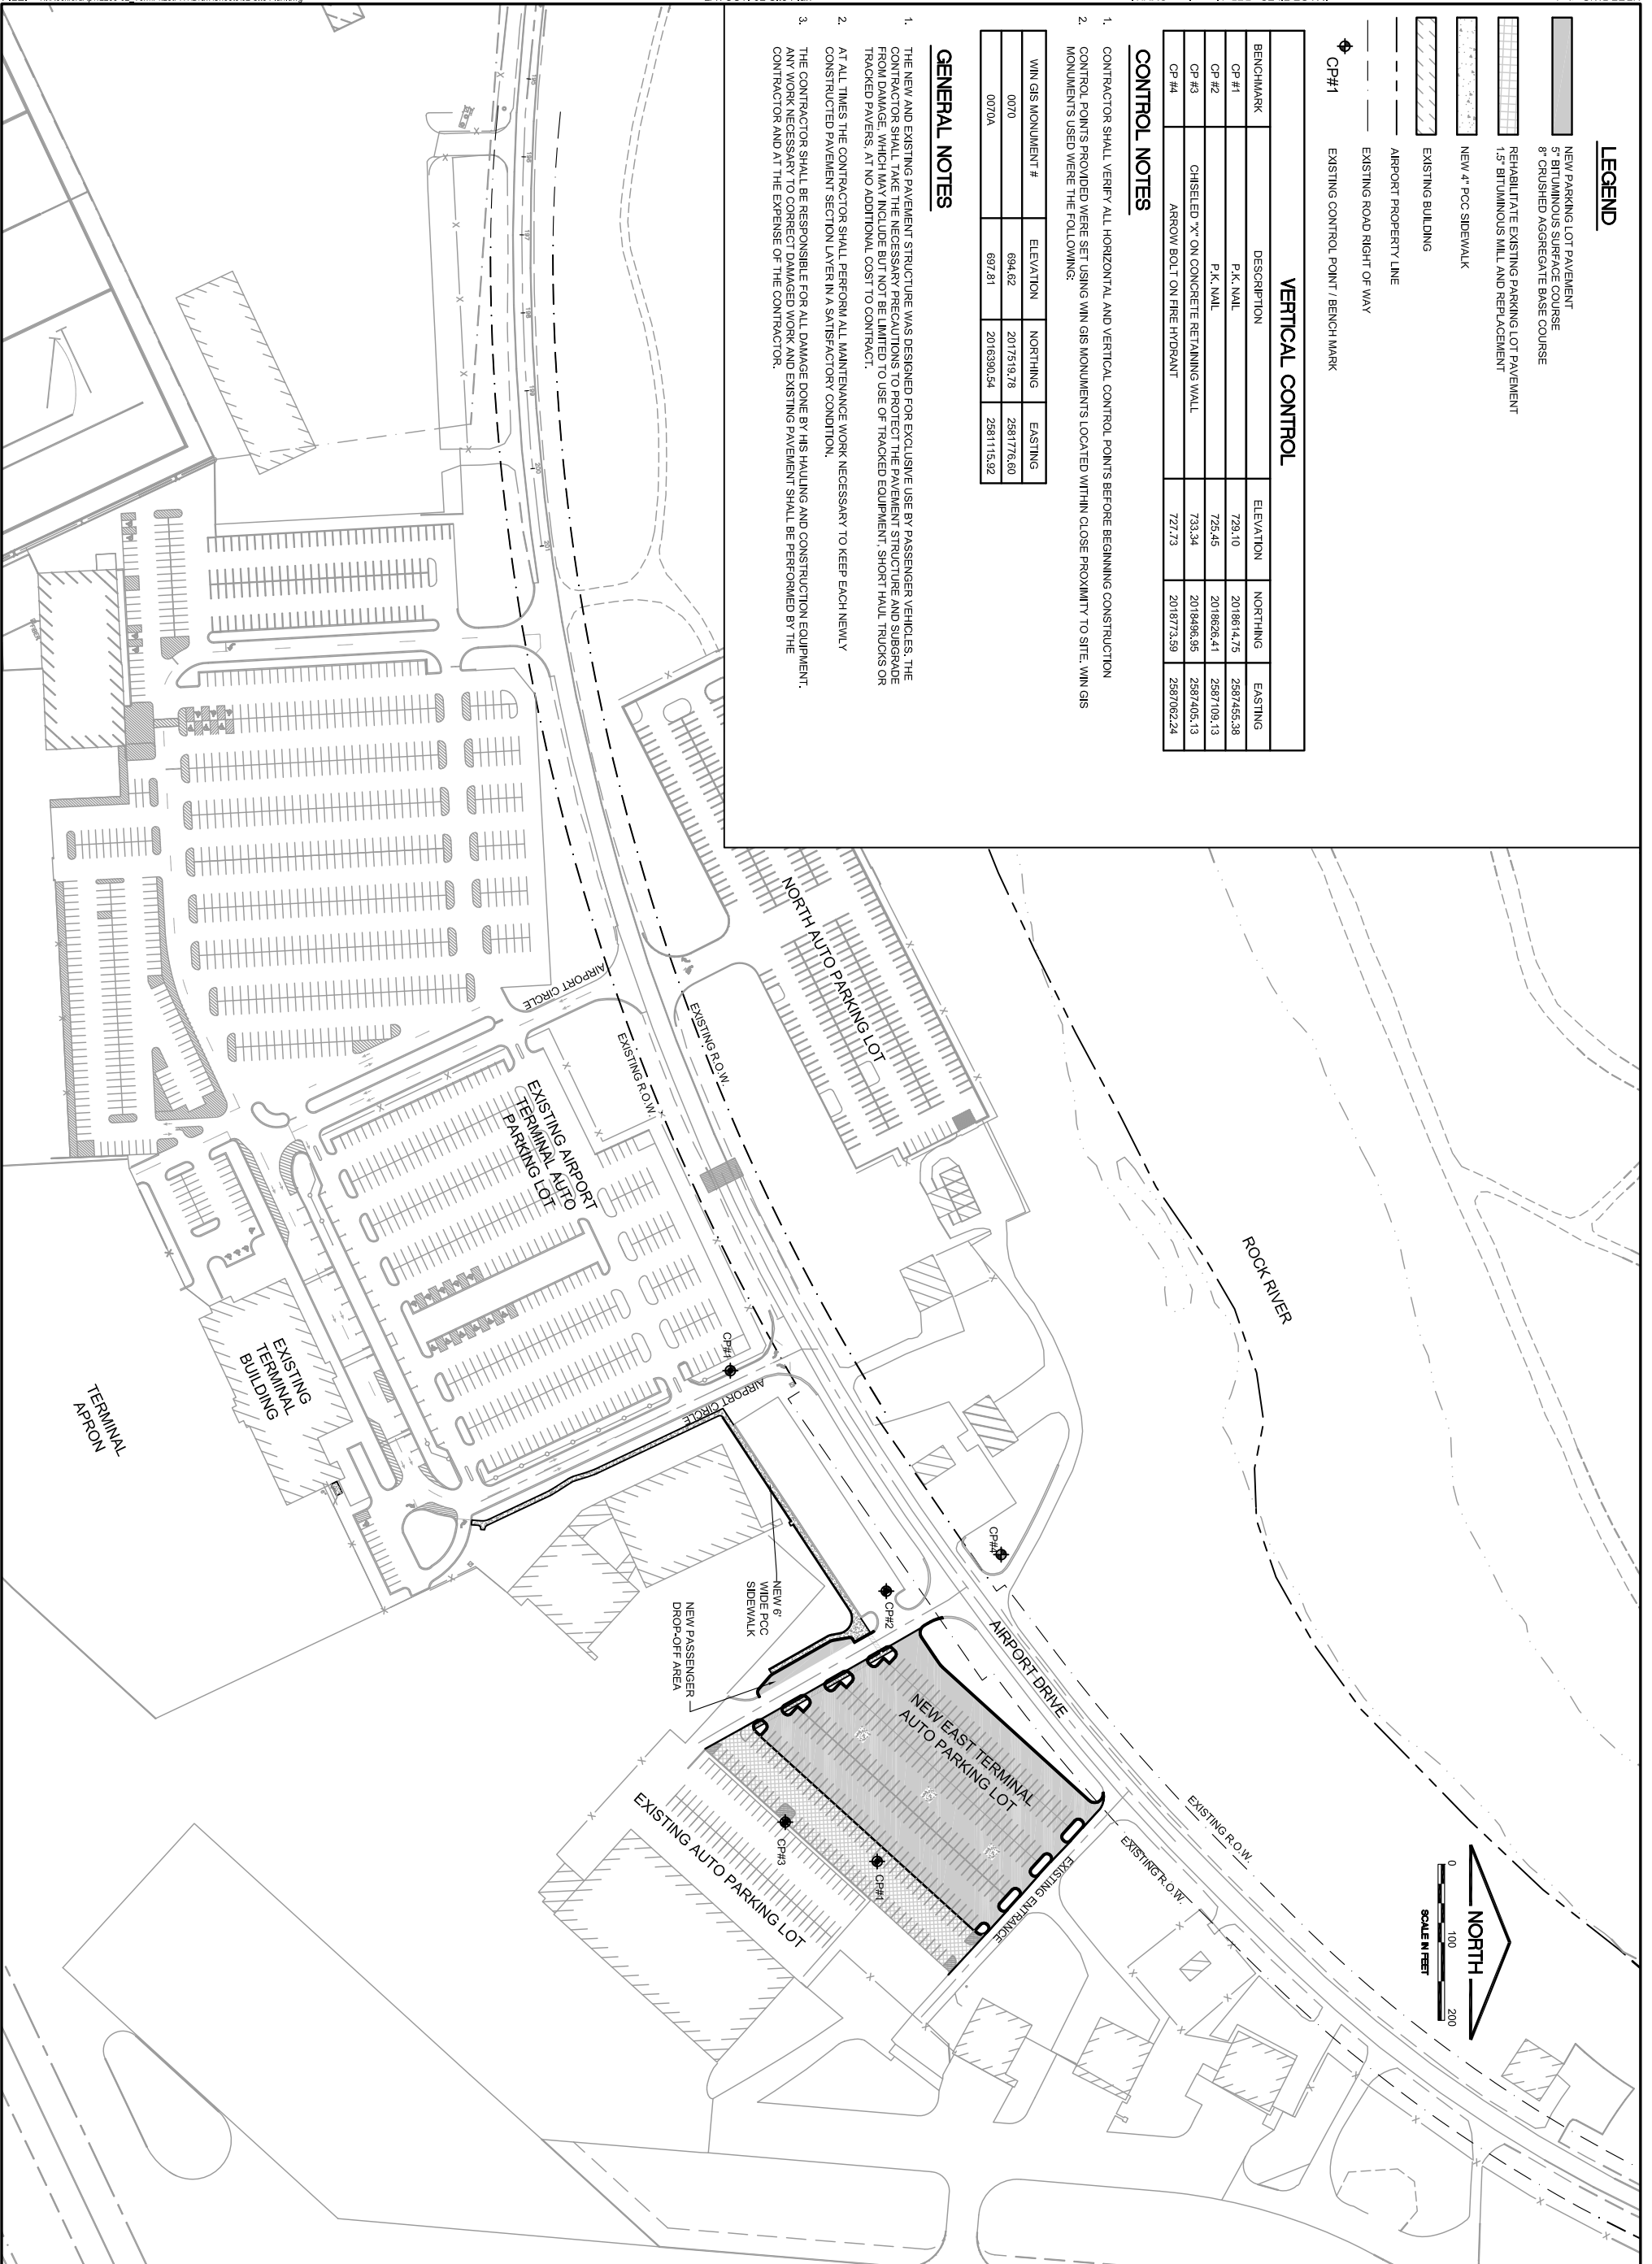 LEGEND
NEW PARKING LOT PAVEMENT
5" BITUMINOUS SURFACE COURSE
8" CRUSHED AGGREGATE BASE COURSE
REHABILITATE EXISTING PARKING LOT PAVEMENT
1.5" BITUMINOUS MILL AND REPLACEMENT
NEW 4" PCC SIDEWALK
EXISTING BUILDING
AIRPORT PROPERTY LINE
EXISTING ROAD RIGHT OF WAY
CP#1 EXISTING CONTROL POINT / BENCH MARK
VERTICAL CONTROL
BENCHMARK DESCRIPTION ELEVATION NORTHING EASTING
CP #1 P.K. NAIL 729.10 2018614.75 2587455.38
CP #2 P.K. NAIL 725.45 2018626.41 2587109.13
CP #3 CHISELED "X" ON CONCRETE RETAINING WALL 733.34 2018496.95 2587405.13
CP #4 ARROW BOLT ON FIRE HYDRANT 727.73 2018773.59 2587062.24
CONTROL NOTES
1. CONTRACTOR SHALL VERIFY ALL HORIZONTAL AND VERTICAL CONTROL POINTS BEFORE BEGINNING CONSTRUCTION
2. CONTROL POINTS PROVIDED WERE SET USING WIN GIS MONUMENTS LOCATED WITHIN CLOSE PROXIMITY TO SITE. WIN GIS
MONUMENTS USED WERE THE FOLLOWING:
WIN GIS MONUMENT # ELEVATION NORTHING EASTING
0070 694.62 2017519.78 2581776.60
0070A 697.81 2016390.54 2581115.92
GENERAL NOTES
1. THE NEW AND EXISTING PAVEMENT STRUCTURE WAS DESIGNED FOR EXCLUSIVE USE BY PASSENGER VEHICLES. THE
CONTRACTOR SHALL TAKE THE NECESSARY PRECAUTIONS TO PROTECT THE PAVEMENT STRUCTURE AND SUBGRADE
FROM DAMAGE, WHICH MAY INCLUDE BUT NOT BE LIMITED TO USE OF TRACKED EQUIPMENT, SHORT HAUL TRUCKS OR
TRACKED PAVERS, AT NO ADDITIONAL COST TO CONTRACT.
2. AT ALL TIMES THE CONTRACTOR SHALL PERFORM ALL MAINTENANCE WORK NECESSARY TO KEEP EACH NEWLY
CONSTRUCTED PAVEMENT SECTION LAYER IN A SATISFACTORY CONDITION.
3. THE CONTRACTOR SHALL BE RESPONSIBLE FOR ALL DAMAGE DONE BY HIS HAULING AND CONSTRUCTION EQUIPMENT.
ANY WORK NECESSARY TO CORRECT DAMAGED WORK AND EXISTING PAVEMENT SHALL BE PERFORMED BY THE
CONTRACTOR AND AT THE EXPENSE OF THE CONTRACTOR.
NORTH
0 100 200
SCALE IN FEET
ROCK RIVER
NORTH AUTO PARKING LOT
EXISTING R.O.W.
EXISTING R.O.W.
AIRPORT CIRCLE
EXISTING AIRPORT
TERMINAL AUTO
PARKING LOT
CP#1
AIRPORT CIRCLE
CP#4
CP#2
AIRPORT DRIVE
EXISTING R.O.W.
EXISTING R.O.W.
NEW EAST TERMINAL
AUTO PARKING LOT
EXISTING ENTRANCE
NEW 6'
WIDE PCC
SIDEWALK
NEW PASSENGER
DROP-OFF AREA
CP#1
CP#3
EXISTING AUTO PARKING LOT
EXISTING
TERMINAL
BUILDING
TERMINAL
APRON